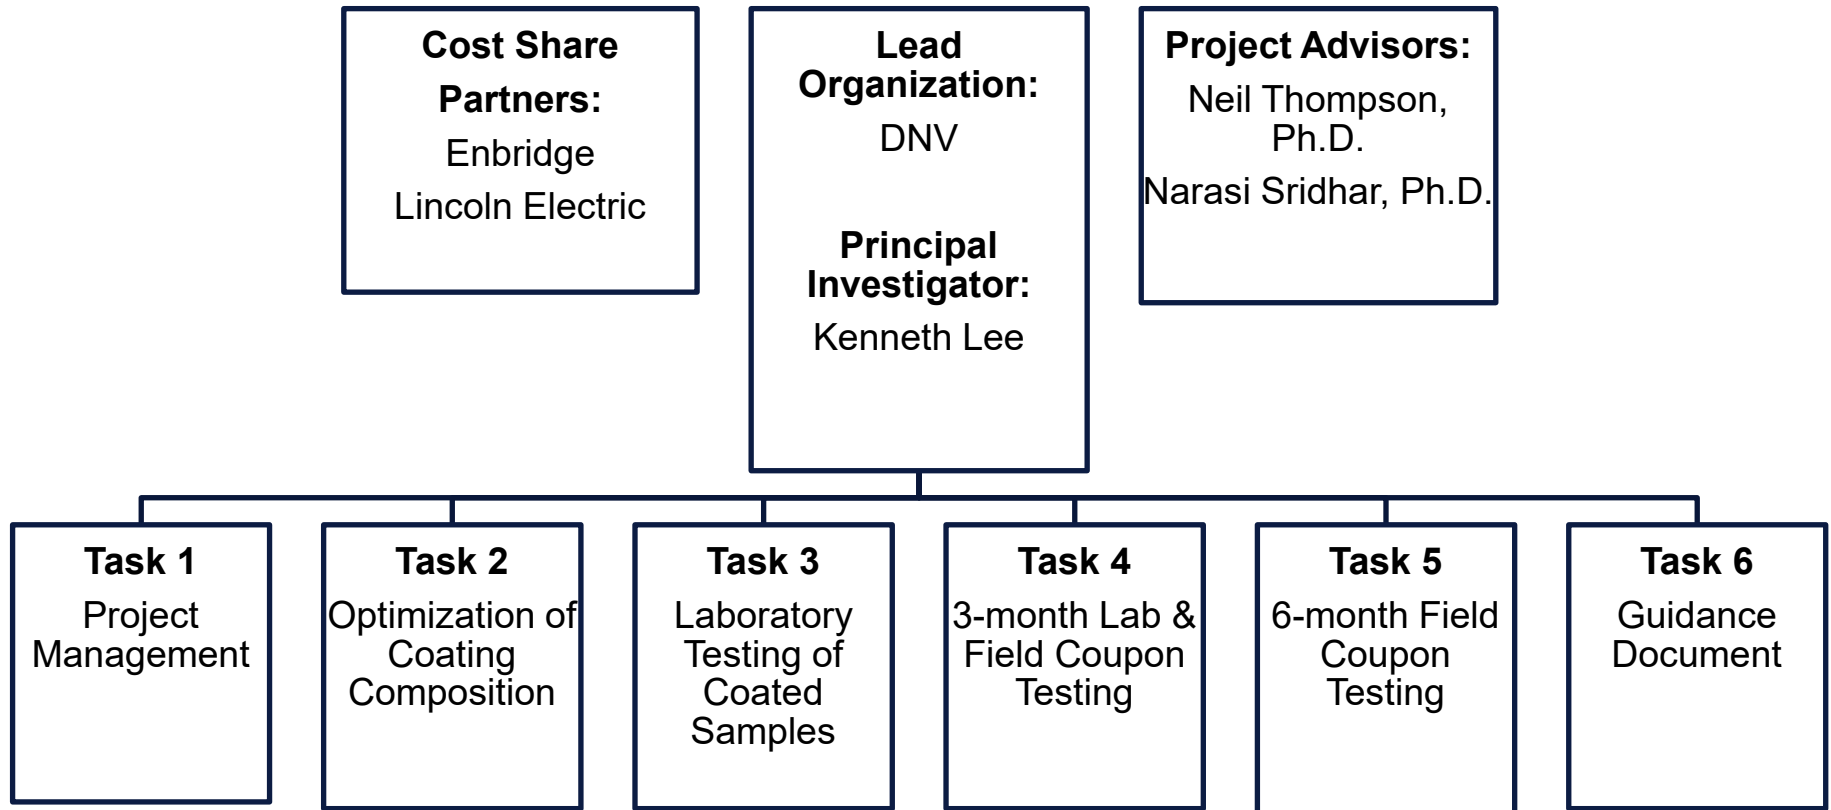 Cost Share
Partners:
Enbridge
Lincoln Electric
Lead
Organization:
DNV
Principal
Investigator:
Kenneth Lee
Project Advisors:
Neil Thompson,
Ph.D.
Narasi Sridhar, Ph.D.
Task 1
Project
Management
Task 2
Optimization of
Coating
Composition
Task 3
Laboratory
Testing of
Coated
Samples
Task 4
3-month Lab &
Field Coupon
Testing
Task 5
6-month Field
Coupon
Testing
Task 6
Guidance
Document